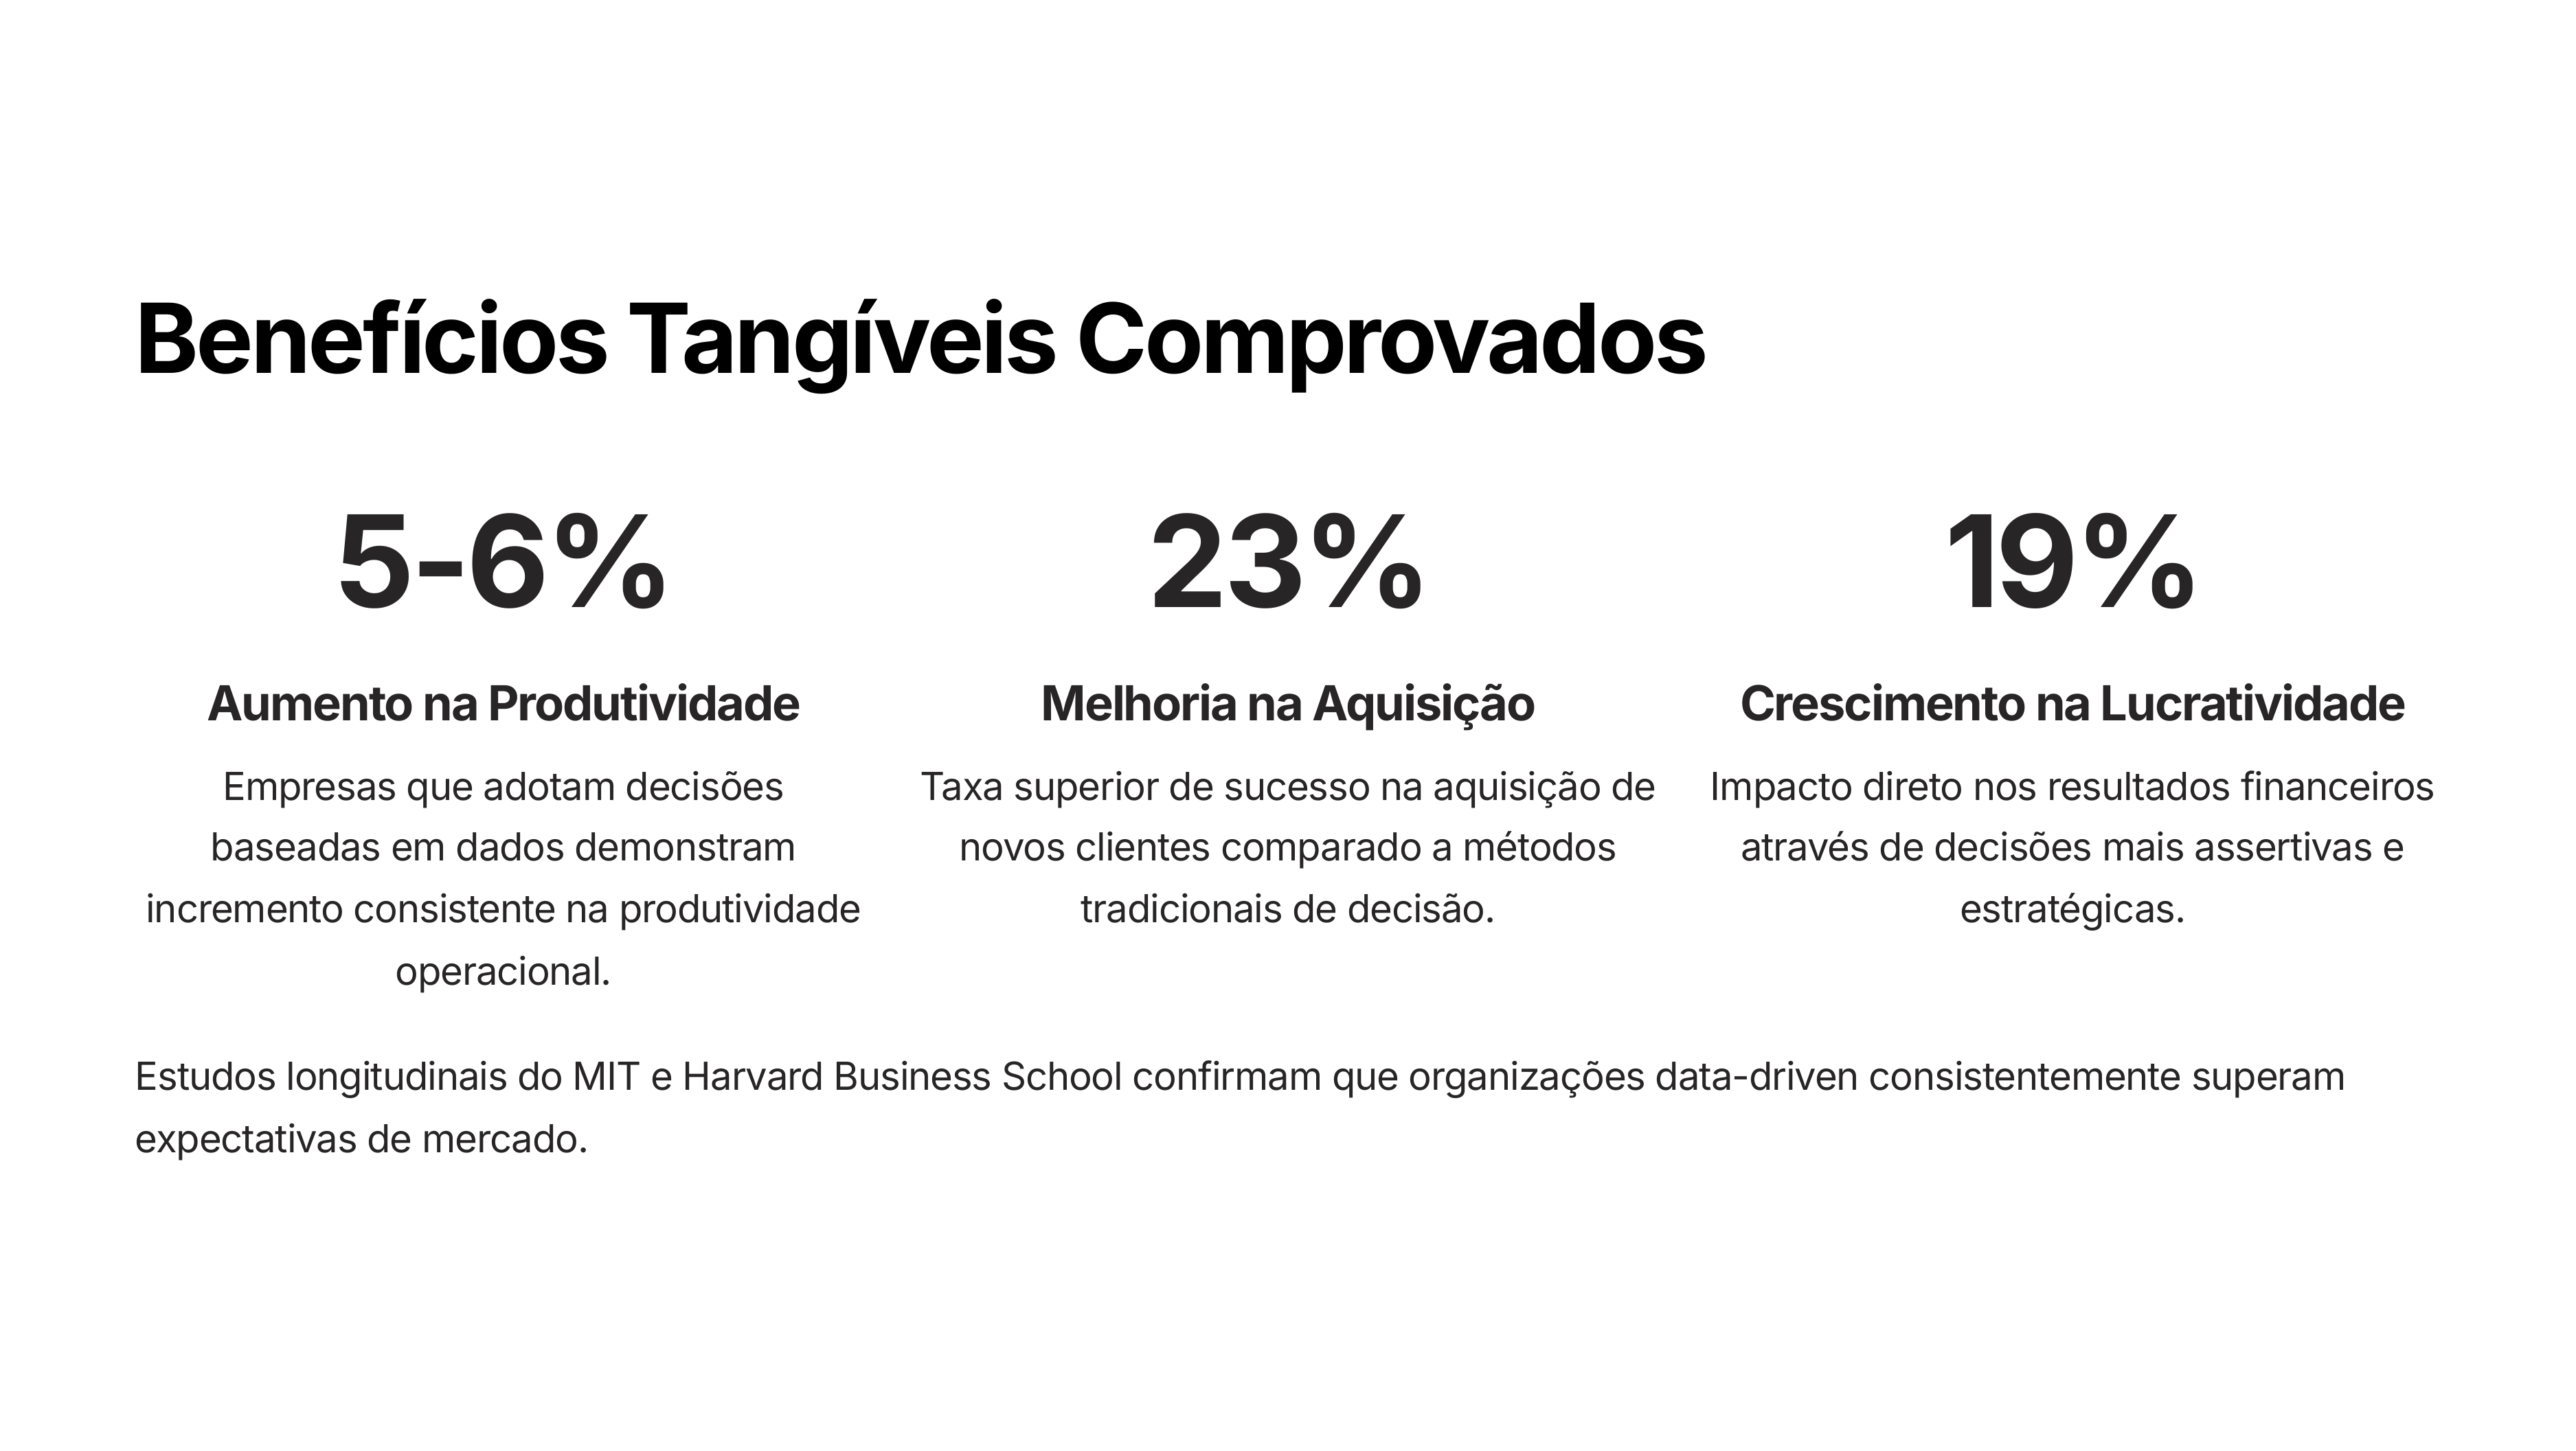 Benefícios Tangíveis Comprovados
5-6%
Aumento na Produtividade
Empresas que adotam decisões
baseadas em dados demonstram
incremento consistente na produtividade
operacional.
23%
Melhoria na Aquisição
Taxa superior de sucesso na aquisição de
novos clientes comparado a métodos
tradicionais de decisão.
19%
Crescimento na Lucratividade
Impacto direto nos resultados financeiros
através de decisões mais assertivas e
estratégicas.
Estudos longitudinais do MIT e Harvard Business School confirmam que organizações data-driven consistentemente superam
expectativas de mercado.